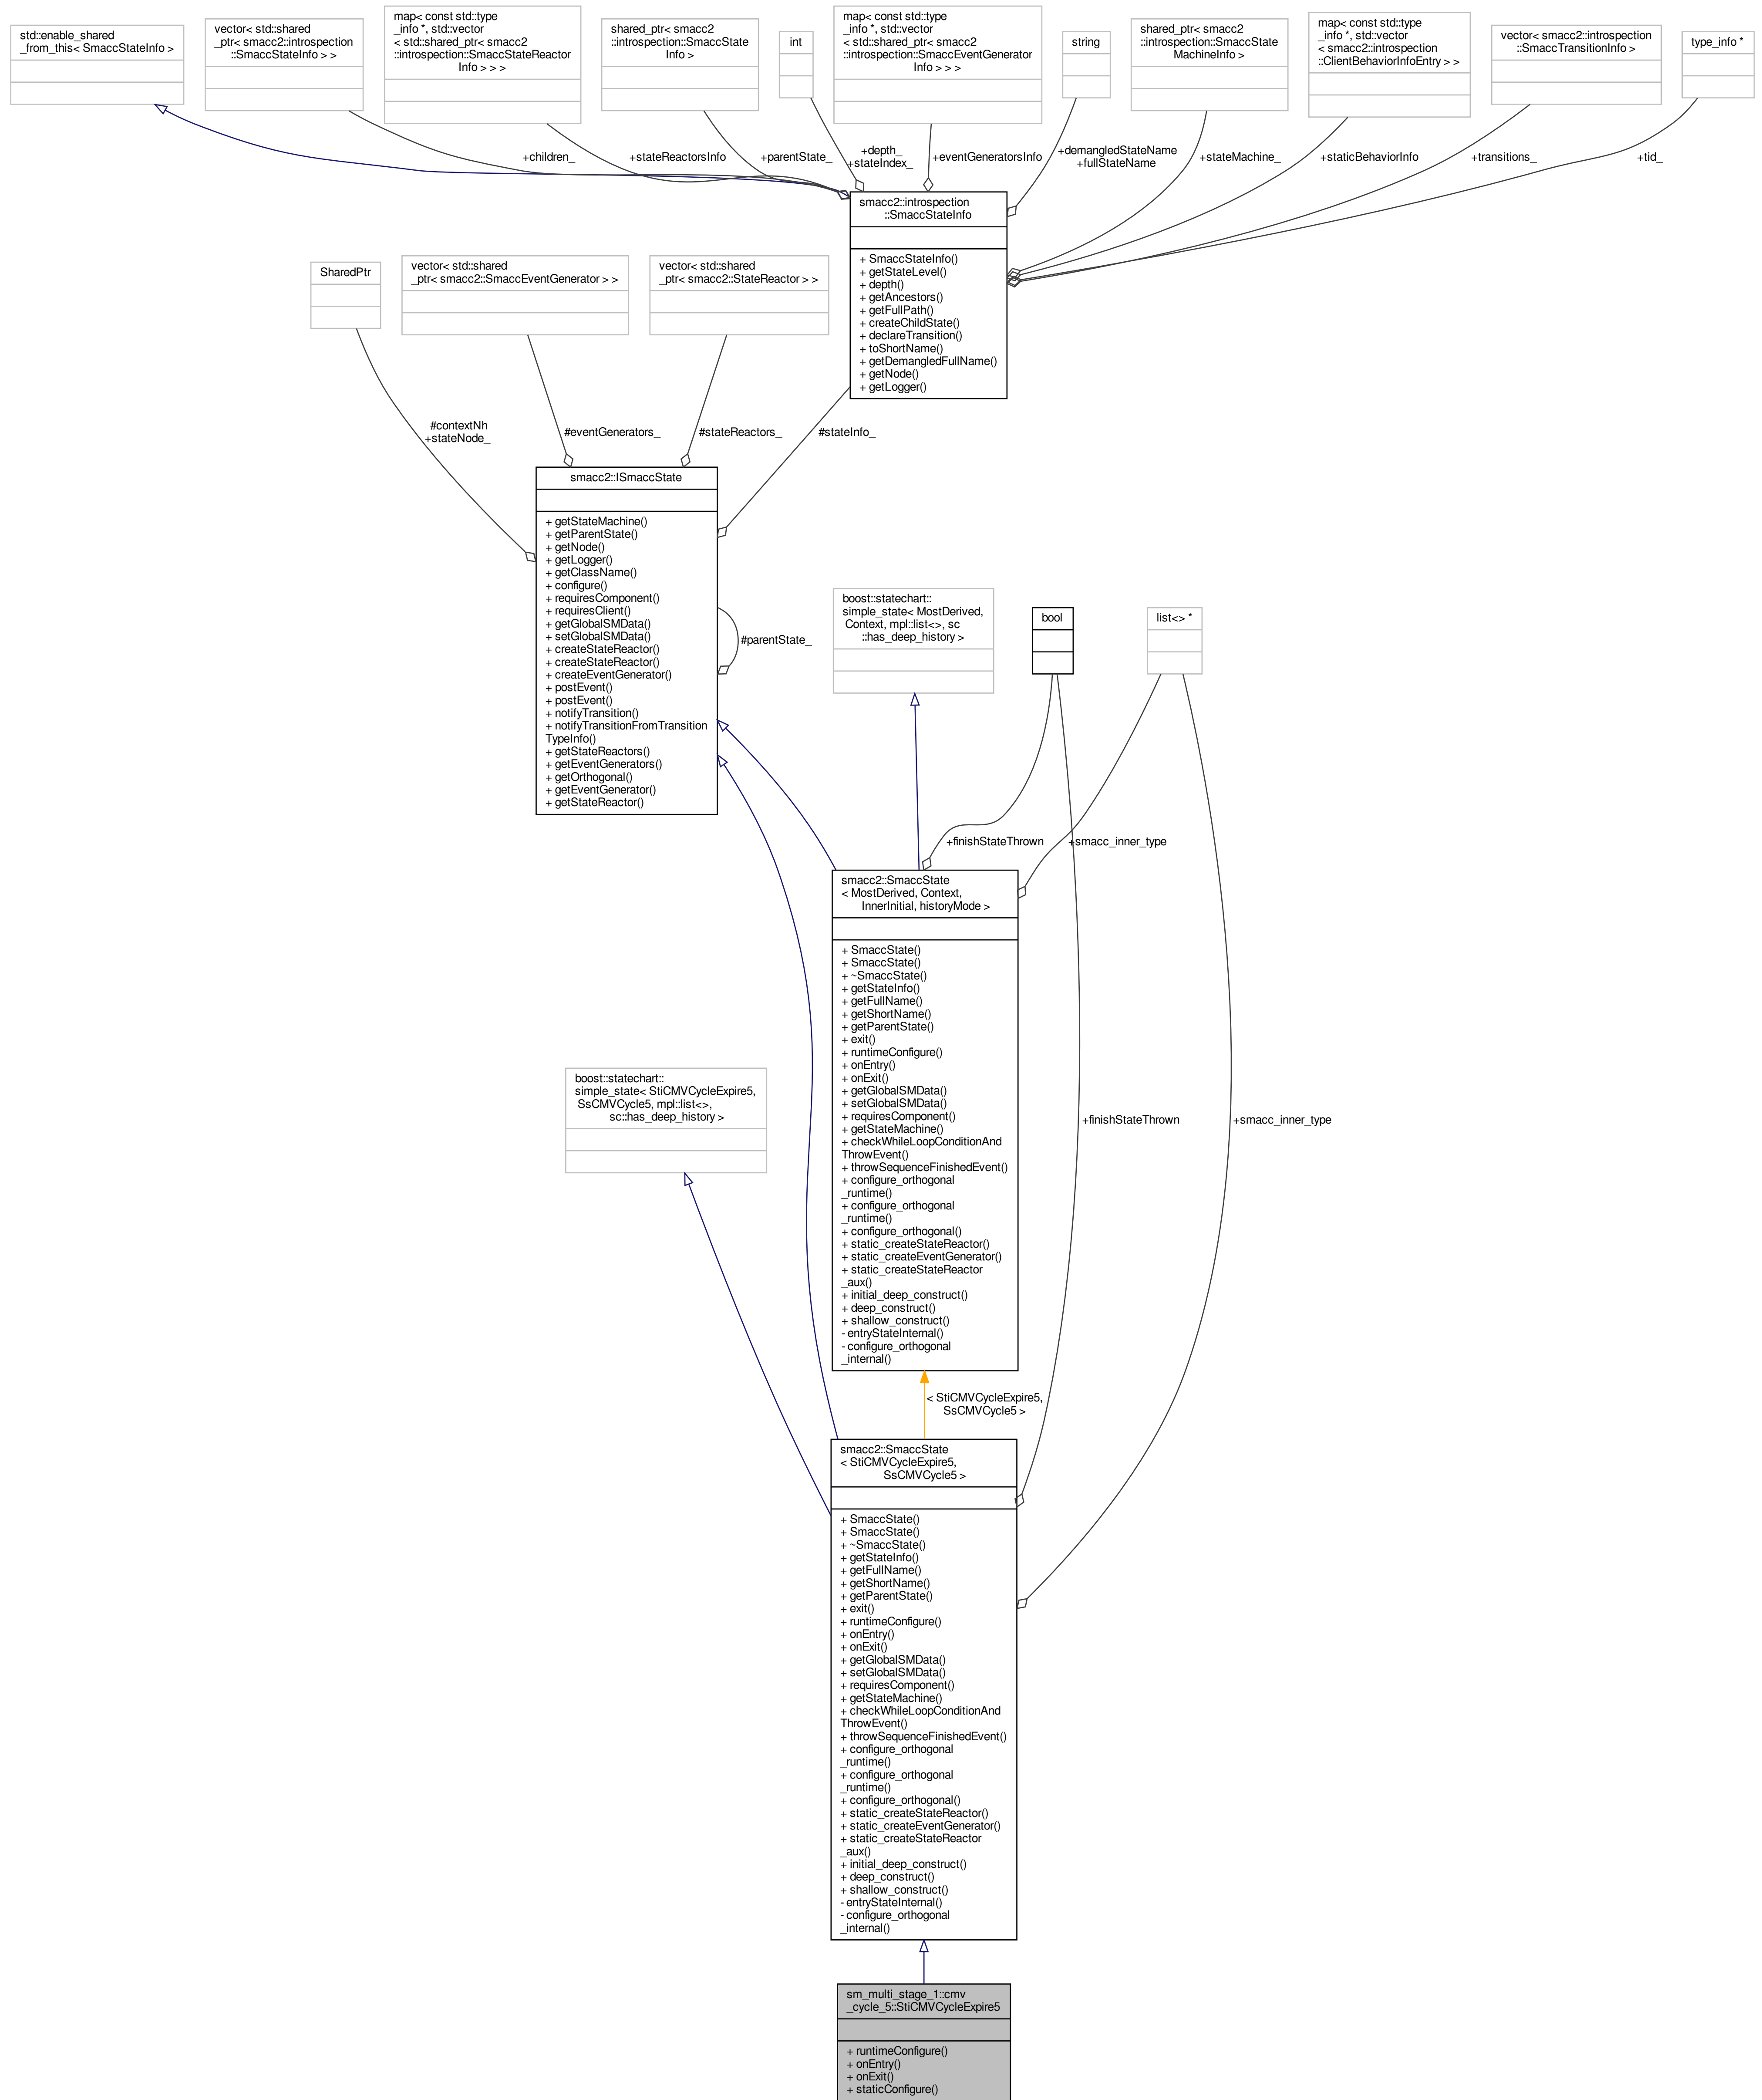 std::enable_shared
_from_this< SmaccStateInfo >
vector< std::shared
_ptr< smacc2::introspection
::SmaccStateInfo > >
map< const std::type
_info *, std::vector
< std::shared_ptr< smacc2
::introspection::SmaccStateReactor
Info > > >
shared_ptr< smacc2
::introspection::SmaccState
Info >
int
map< const std::type
_info *, std::vector
< std::shared_ptr< smacc2
::introspection::SmaccEventGenerator
Info > > >
string
shared_ptr< smacc2
::introspection::SmaccState
MachineInfo >
map< const std::type
_info *, std::vector
< smacc2::introspection
::ClientBehaviorInfoEntry > >
vector< smacc2::introspection
::SmaccTransitionInfo >
type_info *
+children_
+stateReactorsInfo
+parentState_
+depth_
+stateIndex_
+eventGeneratorsInfo
+demangledStateName
+fullStateName
+stateMachine_
+staticBehaviorInfo
+transitions_
+tid_
smacc2::introspection
::SmaccStateInfo
+ SmaccStateInfo()
+ getStateLevel()
+ depth()
+ getAncestors()
+ getFullPath()
+ createChildState()
+ declareTransition()
+ toShortName()
+ getDemangledFullName()
+ getNode()
+ getLogger()
SharedPtr
vector< std::shared
_ptr< smacc2::SmaccEventGenerator > >
vector< std::shared
_ptr< smacc2::StateReactor > >
#contextNh
+stateNode_
#eventGenerators_
#stateReactors_
#stateInfo_
smacc2::ISmaccState
+ getStateMachine()
+ getParentState()
+ getNode()
+ getLogger()
+ getClassName()
+ configure()
+ requiresComponent()
+ requiresClient()
+ getGlobalSMData()
+ setGlobalSMData()
+ createStateReactor()
+ createStateReactor()
+ createEventGenerator()
+ postEvent()
+ postEvent()
+ notifyTransition()
+ notifyTransitionFromTransition
TypeInfo()
+ getStateReactors()
+ getEventGenerators()
+ getOrthogonal()
+ getEventGenerator()
+ getStateReactor()
#parentState_
boost::statechart::
simple_state< MostDerived,
Context, mpl::list<>, sc
::has_deep_history >
bool
list<> *
+finishStateThrown
+smacc_inner_type
smacc2::SmaccState
< MostDerived, Context,
InnerInitial, historyMode >
+ SmaccState()
+ SmaccState()
+ ~SmaccState()
+ getStateInfo()
+ getFullName()
+ getShortName()
+ getParentState()
+ exit()
+ runtimeConfigure()
+ onEntry()
+ onExit()
+ getGlobalSMData()
+ setGlobalSMData()
+ requiresComponent()
+ getStateMachine()
+ checkWhileLoopConditionAnd
ThrowEvent()
+ throwSequenceFinishedEvent()
+ configure_orthogonal
_runtime()
+ configure_orthogonal
_runtime()
+ configure_orthogonal()
+ static_createStateReactor()
+ static_createEventGenerator()
+ static_createStateReactor
_aux()
+ initial_deep_construct()
+ deep_construct()
+ shallow_construct()
- entryStateInternal()
- configure_orthogonal
_internal()
boost::statechart::
simple_state< StiCMVCycleExpire5,
SsCMVCycle5, mpl::list<>,
sc::has_deep_history >
+finishStateThrown
+smacc_inner_type
< StiCMVCycleExpire5,
SsCMVCycle5 >
smacc2::SmaccState
< StiCMVCycleExpire5,
SsCMVCycle5 >
+ SmaccState()
+ SmaccState()
+ ~SmaccState()
+ getStateInfo()
+ getFullName()
+ getShortName()
+ getParentState()
+ exit()
+ runtimeConfigure()
+ onEntry()
+ onExit()
+ getGlobalSMData()
+ setGlobalSMData()
+ requiresComponent()
+ getStateMachine()
+ checkWhileLoopConditionAnd
ThrowEvent()
+ throwSequenceFinishedEvent()
+ configure_orthogonal
_runtime()
+ configure_orthogonal
_runtime()
+ configure_orthogonal()
+ static_createStateReactor()
+ static_createEventGenerator()
+ static_createStateReactor
_aux()
+ initial_deep_construct()
+ deep_construct()
+ shallow_construct()
- entryStateInternal()
- configure_orthogonal
_internal()
sm_multi_stage_1::cmv
_cycle_5::StiCMVCycleExpire5
+ runtimeConfigure()
+ onEntry()
+ onExit()
+ staticConfigure()